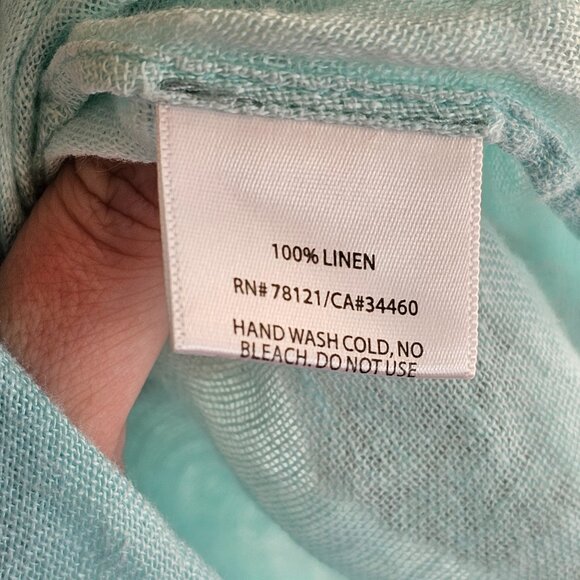 100% LINEN
RN# 78121/CA#34460
HAND WASH COLD, NO
BLEACH. DO NOT USE